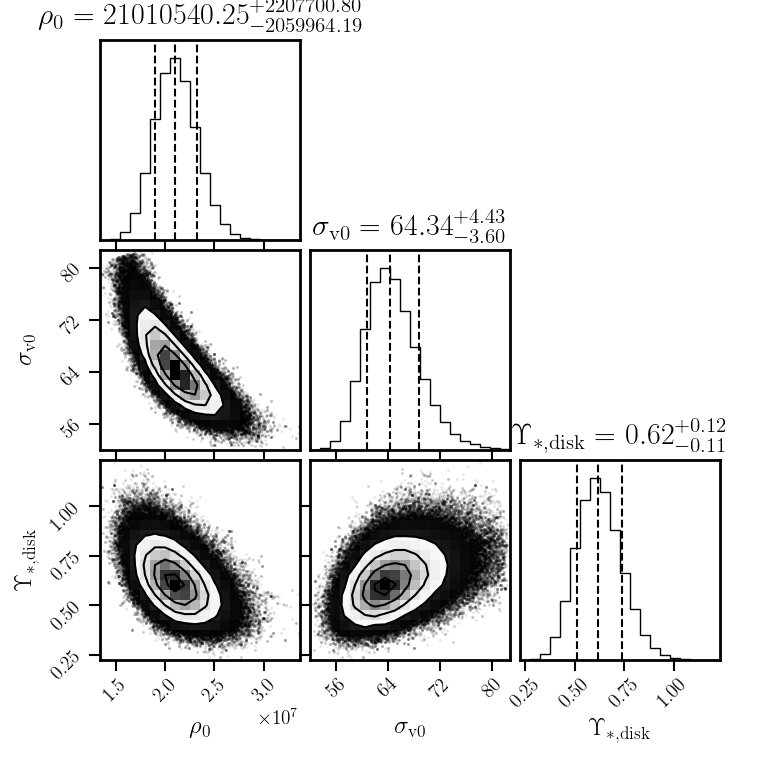 ρ₀ = 21010540.25⁺²²⁰⁷⁷⁰⁰·⁸⁰₋₂₀₅₉₉₆₄.₁₉
σᵥ₀ = 64.34⁺⁴·⁴³₋₃.₆₀
80
72
64
56
σᵥ₀
ϒ*,disk = 0.62⁺⁰·¹²₋₀.₁₁
1.00
0.75
0.50
0.25
ϒ*,disk
1.5 2.0 2.5 3.0
×10⁷
ρ₀
56 64 72 80
σᵥ₀
0.25 0.50 0.75 1.00
ϒ*,disk